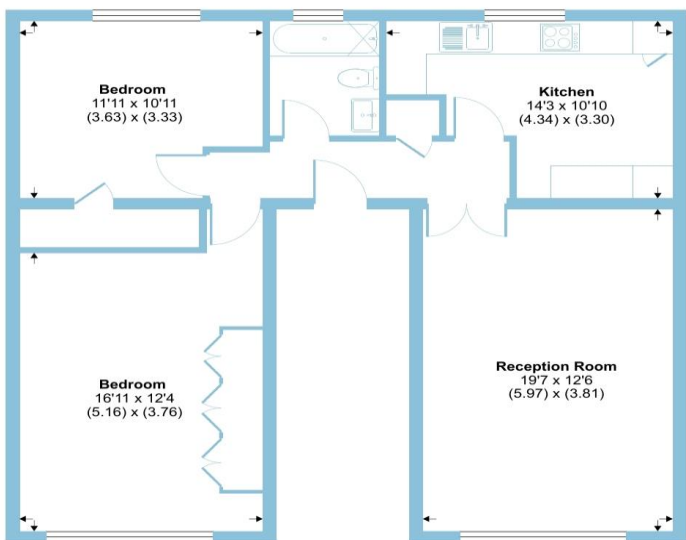 Bedroom
11'11 x 10'11
(3.63) x (3.33)
Kitchen
14'3 x 10'10
(4.34) x (3.30)
Bedroom
16'11 x 12'4
(5.16) x (3.76)
Reception Room
19'7 x 12'6
(5.97) x (3.81)